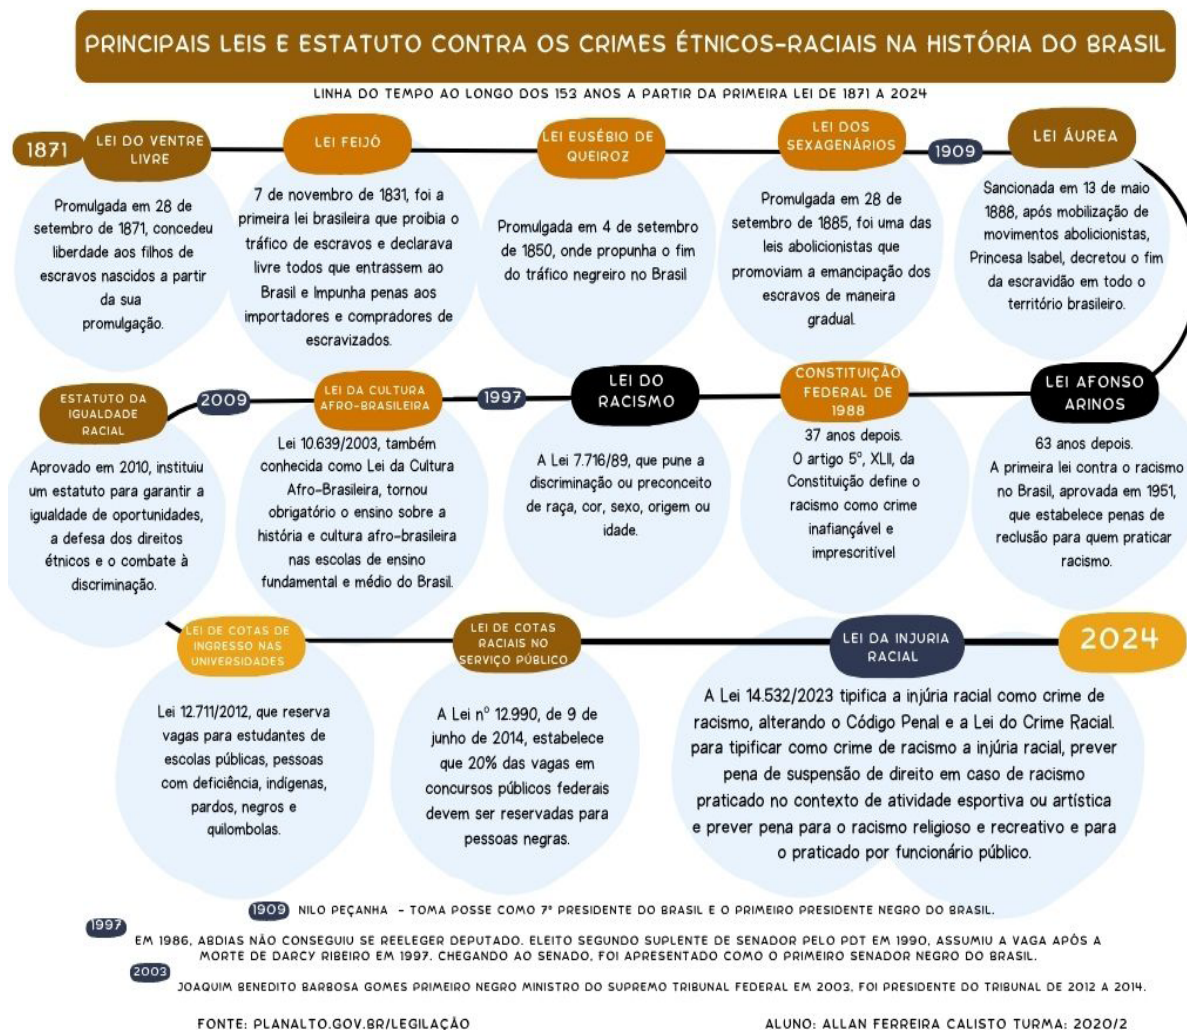 PRINCIPAIS LEIS E ESTATUTO CONTRA OS CRIMES ÉTNICOS-RACIAIS NA HISTÓRIA DO BRASIL
LINHA DO TEMPO AO LONGO DOS 153 ANOS A PARTIR DA PRIMEIRA LEI DE 1871 A 2024
1871
LEI DO VENTRE
LIVRE
Promulgada em 28 de
setembro de 1871, concedeu
liberdade aos filhos de
escravos nascidos a partir
da sua
promulgação.
LEI FEIJÓ
7 de novembro de 1831, foi a
primeira lei brasileira que proibia o
tráfico de escravos e declarava
livre todos que entrassem ao
Brasil e Impunha penas aos
importadores e compradores de
escravizados.
LEI EUSÉBIO DE
QUEIROZ
Promulgada em 4 de setembro
de 1850, onde propunha o fim
do tráfico negreiro no Brasil
LEI DOS
SEXAGENÁRIOS
Promulgada em 28 de
setembro de 1885, foi uma das
leis abolicionistas que
promoviam a emancipação dos
escravos de maneira
gradual.
1909
LEI ÁUREA
Sancionada em 13 de maio
1888, após mobilização de
movimentos abolicionistas,
Princesa Isabel, decretou o fim
da escravidão em todo o
território brasileiro.
ESTATUTO DA
IGUALDADE
RACIAL
Aprovado em 2010, instituiu
um estatuto para garantir a
igualdade de oportunidades,
a defesa dos direitos
étnicos e o combate à
discriminação.
2009
LEI DA CULTURA
AFRO-BRASILEIRA
Lei 10.639/2003, também
conhecida como Lei da Cultura
Afro-Brasileira, tornou
obrigatório o ensino sobre a
história e cultura afro-brasileira
nas escolas de ensino
fundamental e médio do Brasil.
1997
LEI DO
RACISMO
A Lei 7.716/89, que pune a
discriminação ou preconceito
de raça, cor, sexo, origem ou
idade.
CONSTITUIÇÃO
FEDERAL DE
1988
37 anos depois.
O artigo 5º, XLII, da
Constituição define o
racismo como crime
inafiançável e
imprescritível
LEI AFONSO
ARINOS
63 anos depois.
A primeira lei contra o racismo
no Brasil, aprovada em 1951,
que estabelece penas de
reclusão para quem praticar
racismo.
LEI DE COTAS DE
INGRESSO NAS
UNIVERSIDADES
Lei 12.711/2012, que reserva
vagas para estudantes de
escolas públicas, pessoas
com deficiência, indígenas,
pardos, negros e
quilombolas.
LEI DE COTAS
RACIAIS NO
SERVIÇO PÚBLICO
A Lei nº 12.990, de 9 de
junho de 2014, estabelece
que 20% das vagas em
concursos públicos federais
devem ser reservadas para
pessoas negras.
LEI DA INJURIA
RACIAL
A Lei 14.532/2023 tipifica a injúria racial como crime de
racismo, alterando o Código Penal e a Lei do Crime Racial.
para tipificar como crime de racismo a injúria racial, prever
pena de suspensão de direito em caso de racismo
praticado no contexto de atividade esportiva ou artística
e prever pena para o racismo religioso e recreativo e para
o praticado por funcionário público.
2024
1909 NILO PEÇANHA - TOMA POSSE COMO 7º PRESIDENTE DO BRASIL E O PRIMEIRO PRESIDENTE NEGRO DO BRASIL.
1997
EM 1986, ABDIAS NÃO CONSEGUIU SE REELEGER DEPUTADO. ELEITO SEGUNDO SUPLENTE DE SENADOR PELO PDT EM 1990, ASSUMIU A VAGA APÓS A
MORTE DE DARCY RIBEIRO EM 1997. CHEGANDO AO SENADO, FOI APRESENTADO COMO O PRIMEIRO SENADOR NEGRO DO BRASIL.
2003
JOAQUIM BENEDITO BARBOSA GOMES PRIMEIRO NEGRO MINISTRO DO SUPREMO TRIBUNAL FEDERAL EM 2003, FOI PRESIDENTE DO TRIBUNAL DE 2012 A 2014.
FONTE: PLANALTO.GOV.BR/LEGILAÇÃO
ALUNO: ALLAN FERREIRA CALISTO TURMA: 2020/2